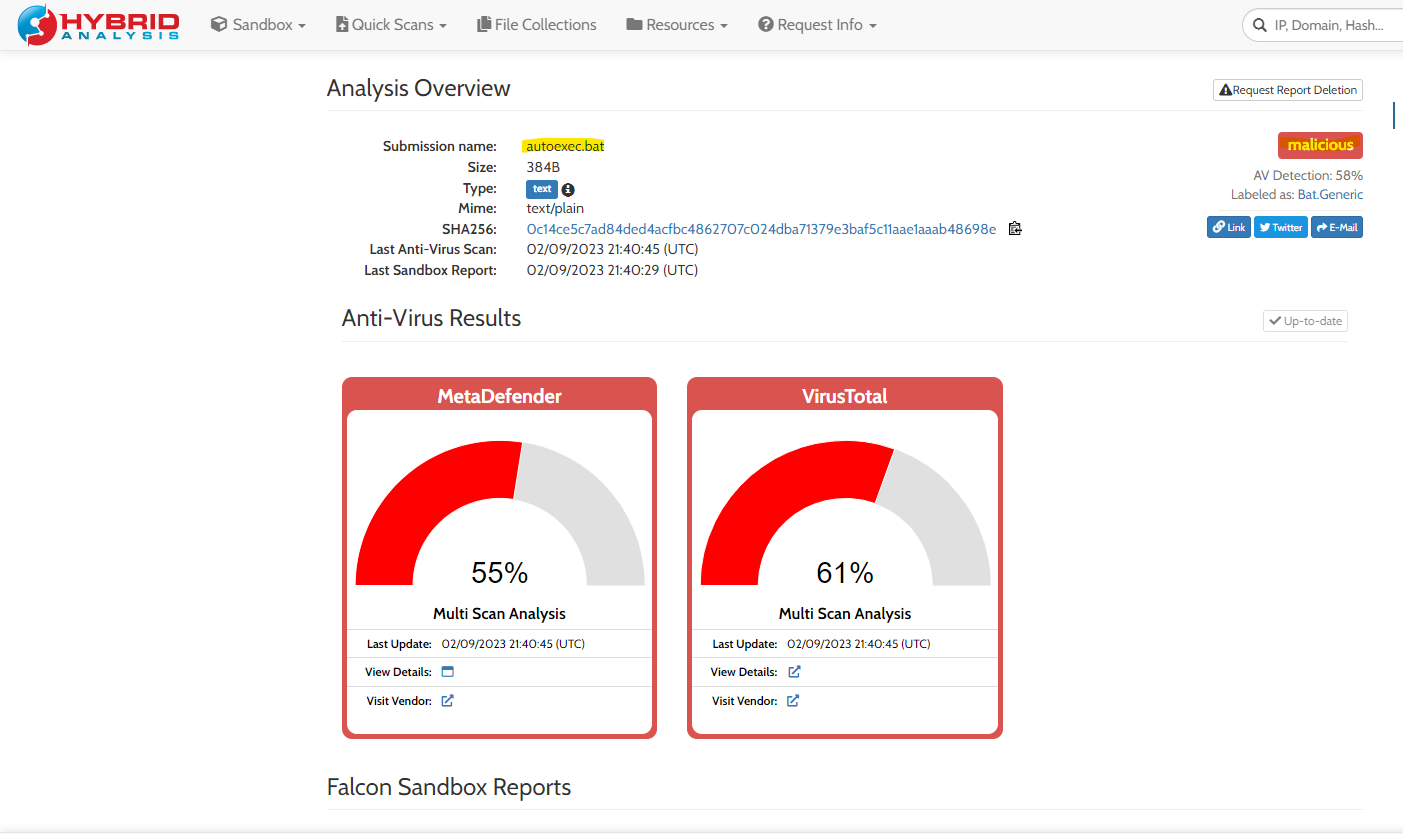 HYBRID ANALYSIS Sandbox Quick Scans File Collections Resources Request Info IP, Domain, Hash...
Analysis Overview Request Report Deletion
Submission name: autoexec.bat malicious
Size: 384B
AV Detection: 58%
Type: text
Labeled as: Bat.Generic
Mime: text/plain
SHA256: 0c14ce5c7ad84ded4acfbc4862707c024dba71379e3baf5c11aae1aaab48698e Link Twitter E-Mail
Last Anti-Virus Scan: 02/09/2023 21:40:45 (UTC)
Last Sandbox Report: 02/09/2023 21:40:29 (UTC)
Anti-Virus Results Up-to-date
MetaDefender
55%
Multi Scan Analysis
Last Update: 02/09/2023 21:40:45 (UTC)
View Details:
Visit Vendor:
VirusTotal
61%
Multi Scan Analysis
Last Update: 02/09/2023 21:40:45 (UTC)
View Details:
Visit Vendor:
Falcon Sandbox Reports